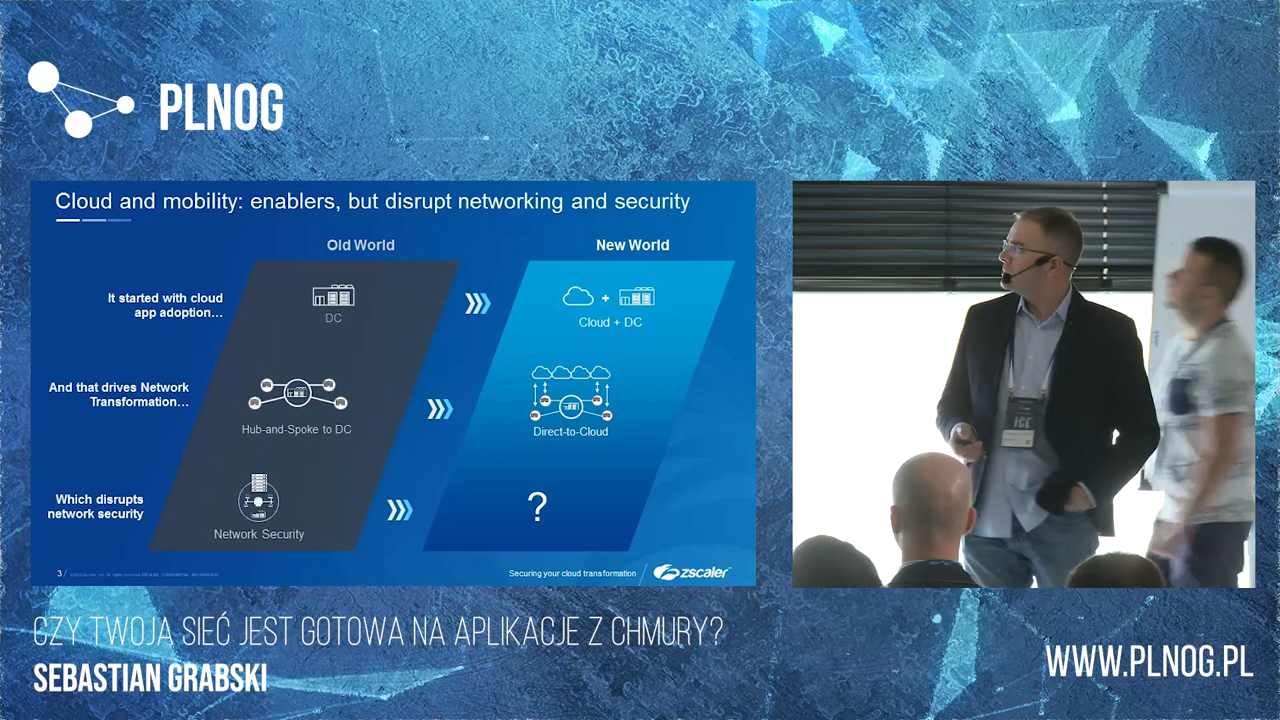 PLNOG
Cloud and mobility: enablers, but disrupt networking and security
Old World
New World
It started with cloud
app adoption…
DC
Cloud + DC
And that drives Network
Transformation…
Hub-and-Spoke to DC
Direct-to-Cloud
Which disrupts
network security
Network Security
?
3 /
Securing your cloud transformation
zscaler
ICE
CZY TWOJA SIEĆ JEST GOTOWA NA APLIKACJE Z CHMURY?
SEBASTIAN GRABSKI
WWW.PLNOG.PL